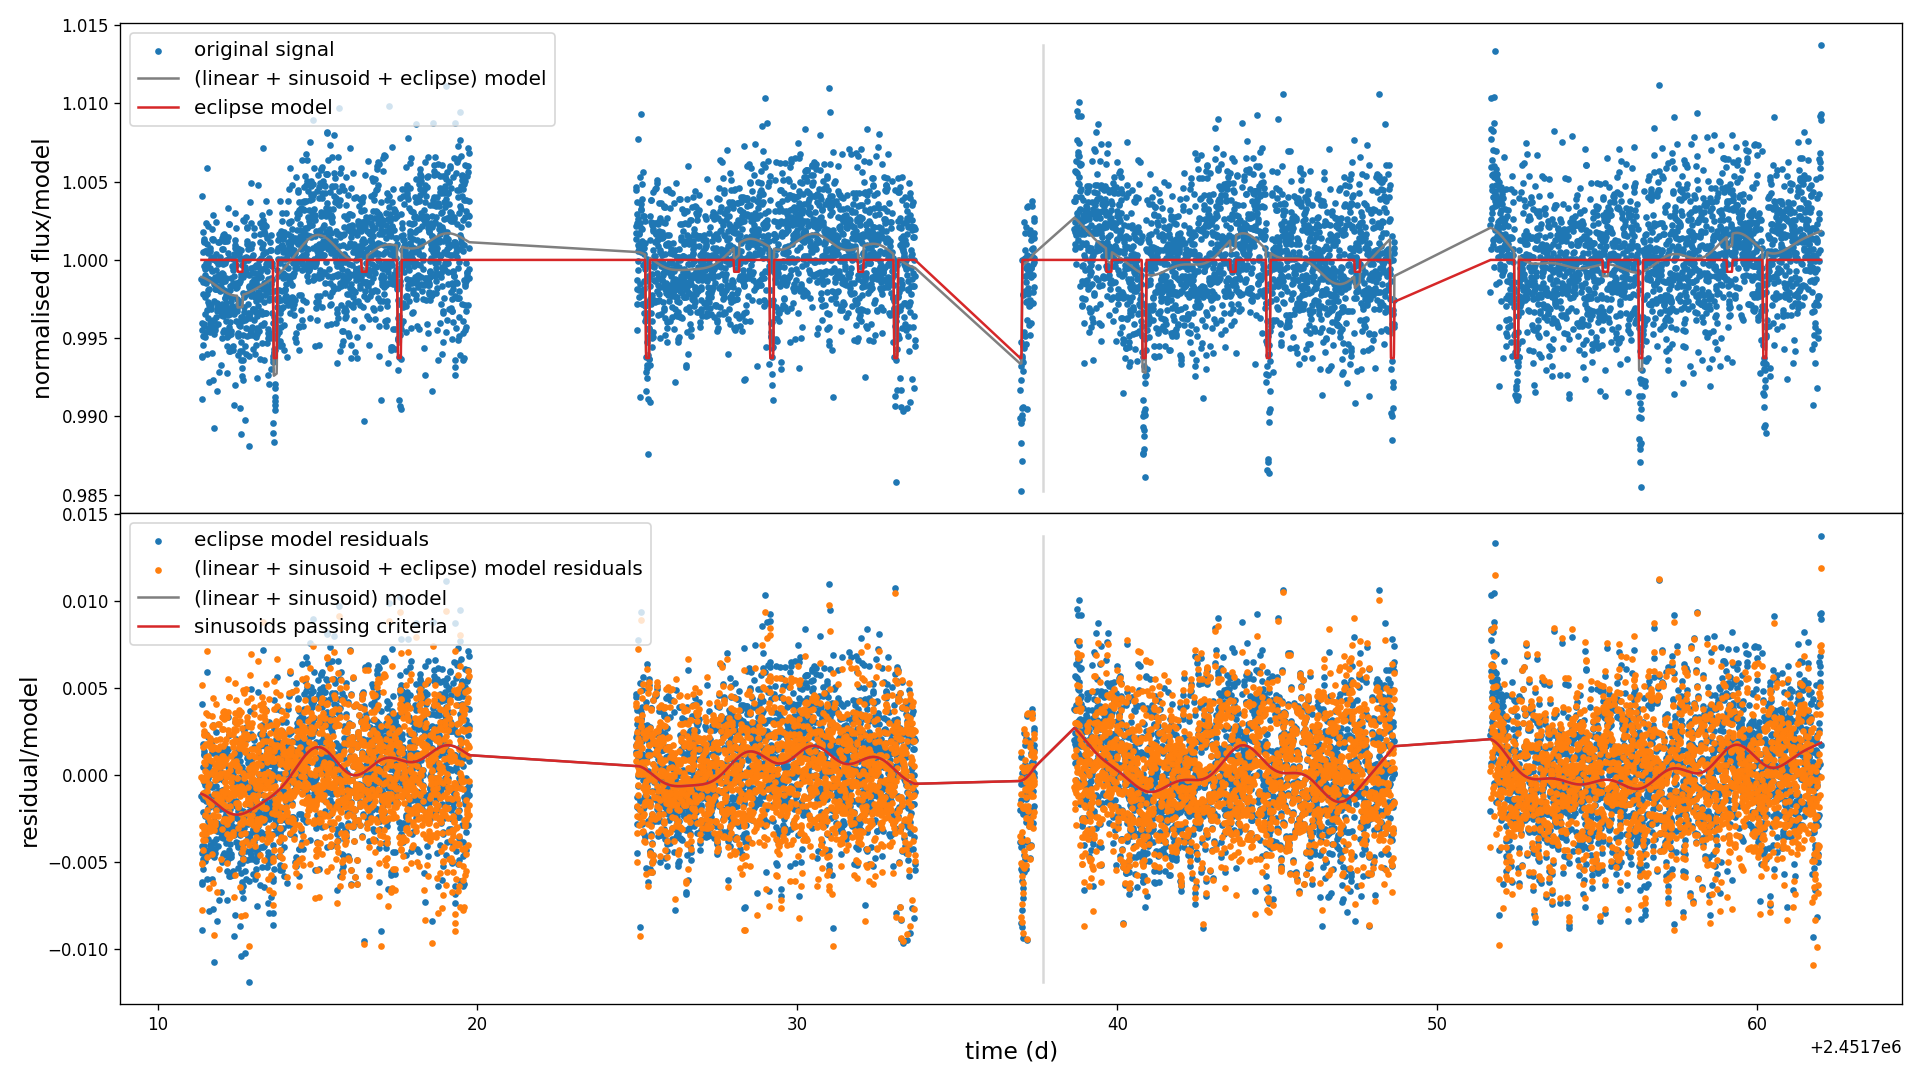 1.015
1.010
1.005
1.000
0.995
0.990
0.985
normalised flux/model
original signal
(linear + sinusoid + eclipse) model
eclipse model
0.015
0.010
0.005
0.000
−0.005
−0.010
residual/model
eclipse model residuals
(linear + sinusoid + eclipse) model residuals
(linear + sinusoid) model
sinusoids passing criteria
10
20
30
40
50
60
time (d)
+2.4517e6